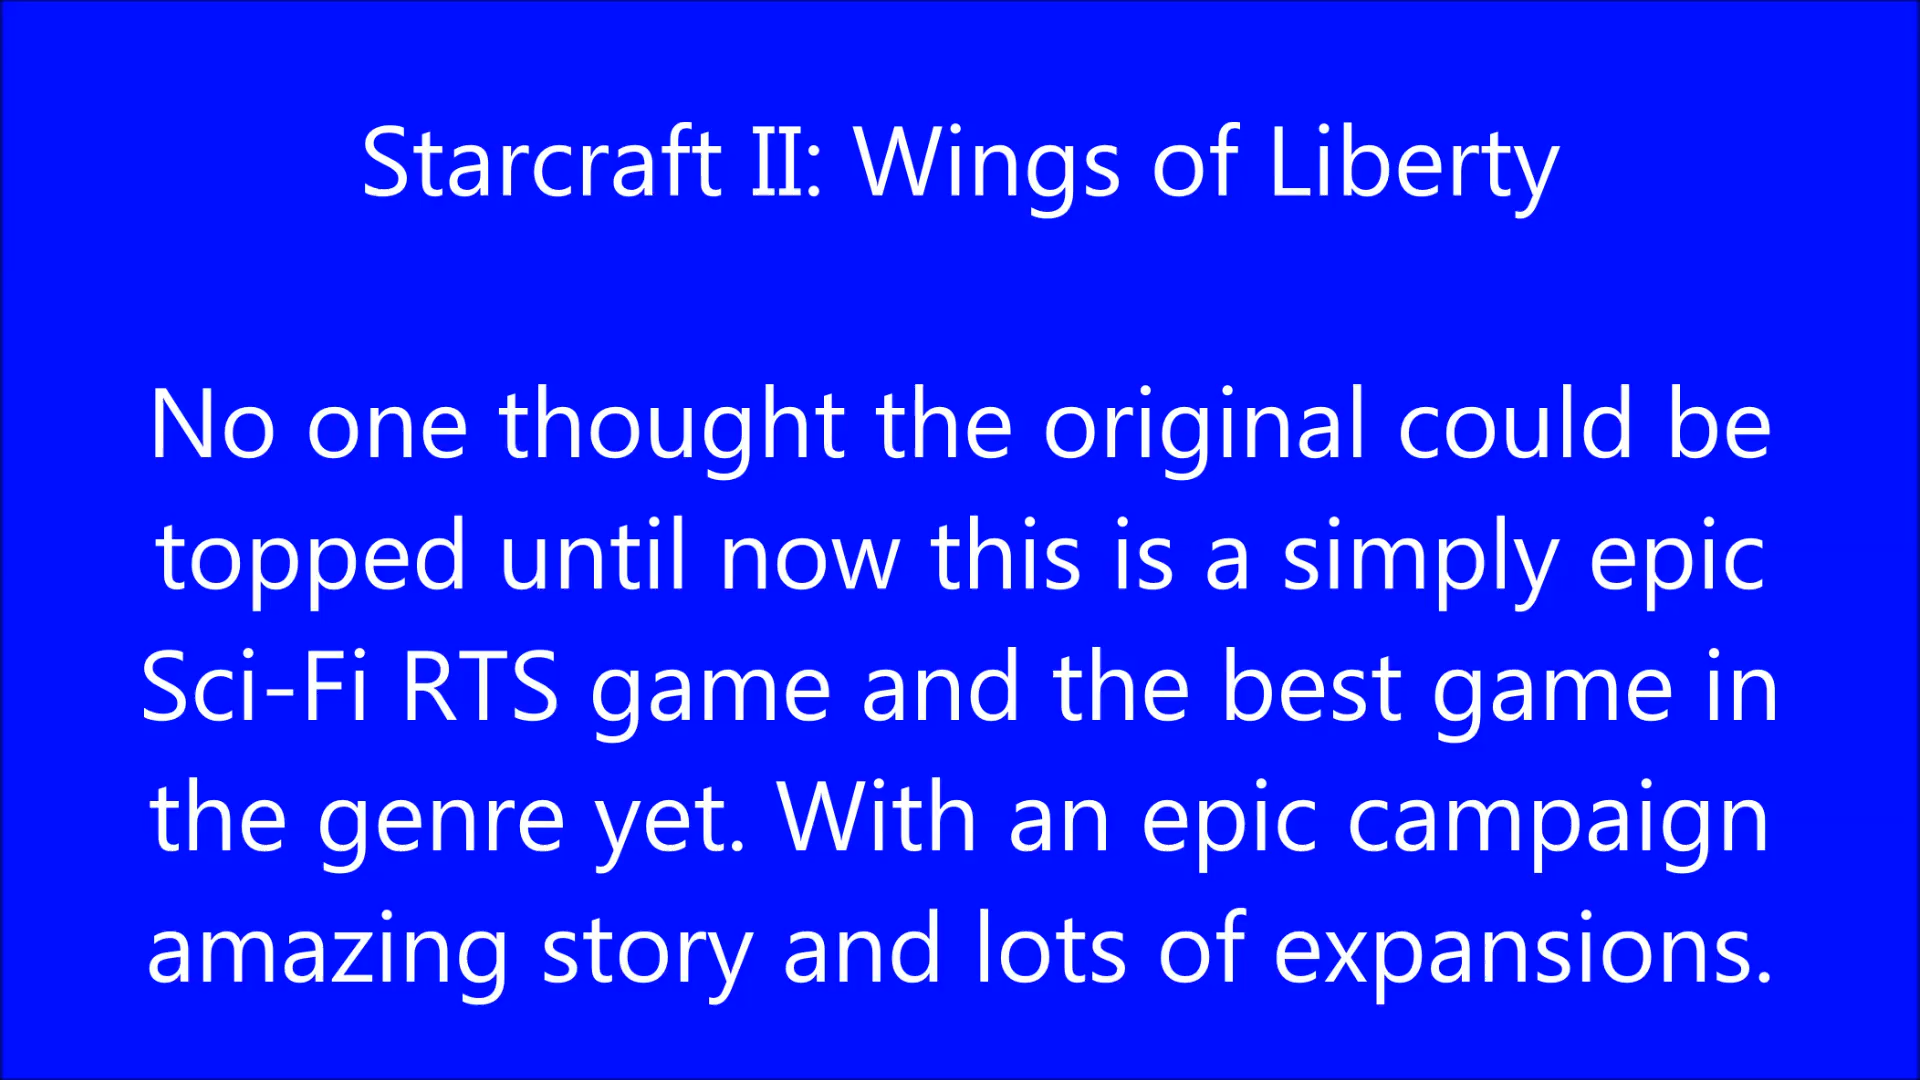 Starcraft II: Wings of Liberty
No one thought the original could be
topped until now this is a simply epic
Sci-Fi RTS game and the best game in
the genre yet. With an epic campaign
amazing story and lots of expansions.